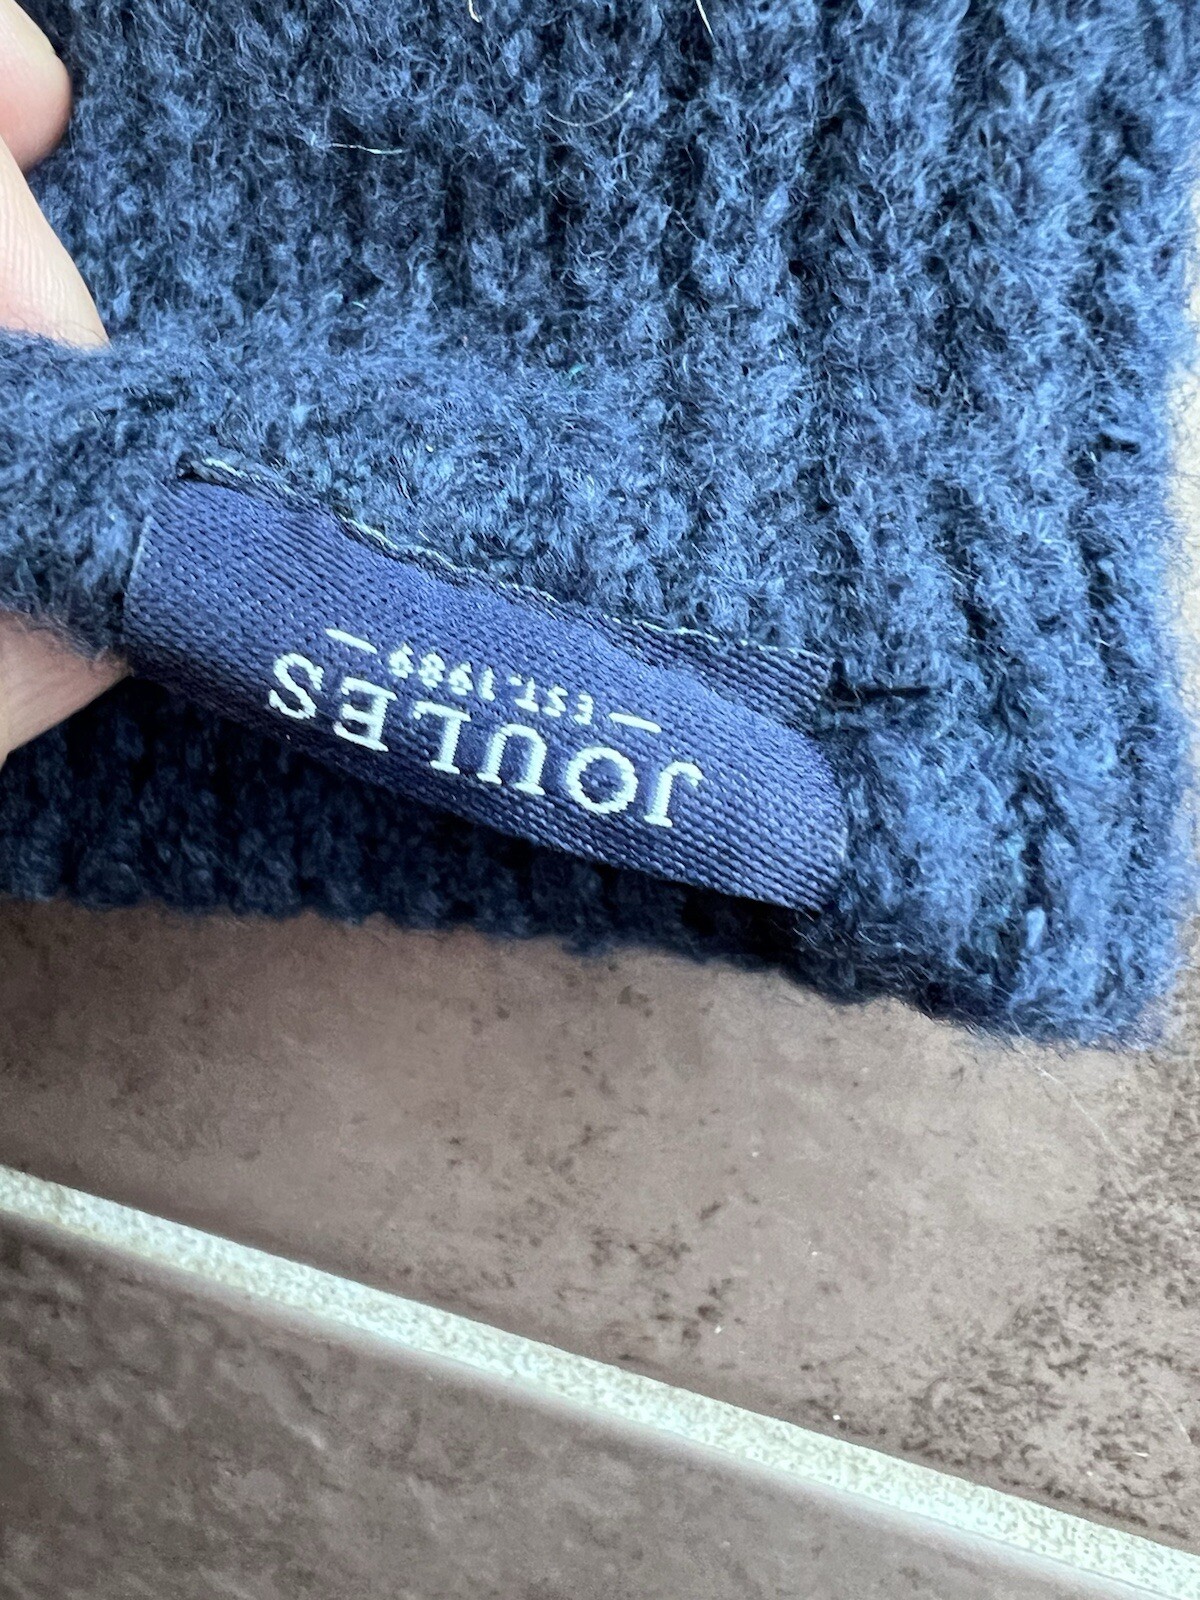 JOULES
— EST. 1989 —